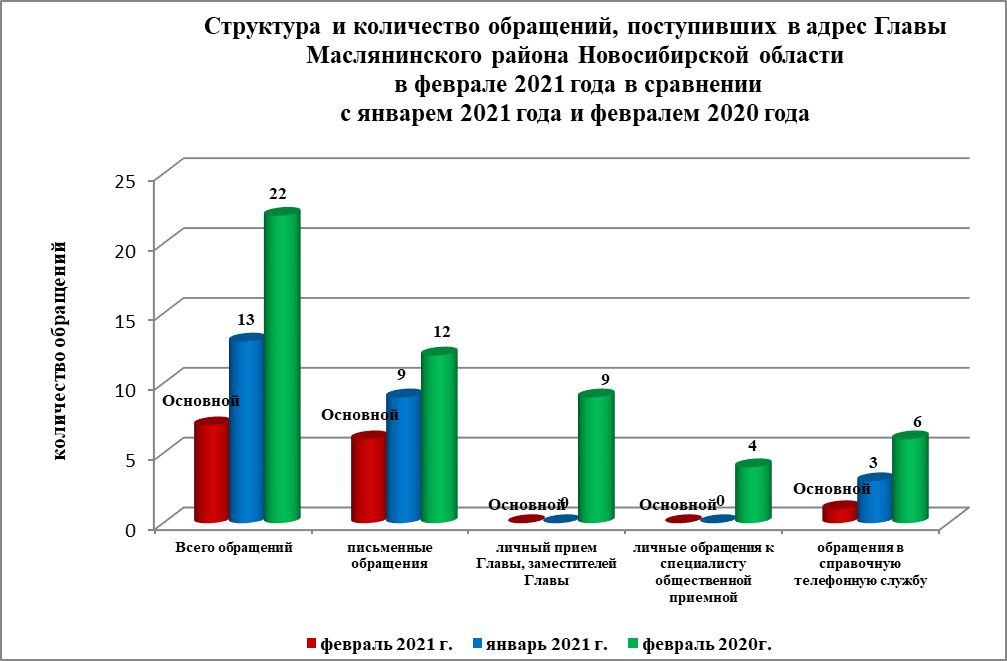 Структура и количество обращений, поступивших в адрес Главы
Маслянинского района Новосибирской области
в феврале 2021 года в сравнении
с январем 2021 года и февралем 2020 года
количество обращений
25
20
15
10
5
0
Основной
13
22
Основной
9
12
Основной
0
9
Основной
0
4
Основной
3
6
Всего обращений
письменные
обращения
личный прием
Главы, заместителей
Главы
личные обращения к
специалисту
общественной
приемной
обращения в
справочную
телефонную службу
февраль 2021 г.
январь 2021 г.
февраль 2020г.